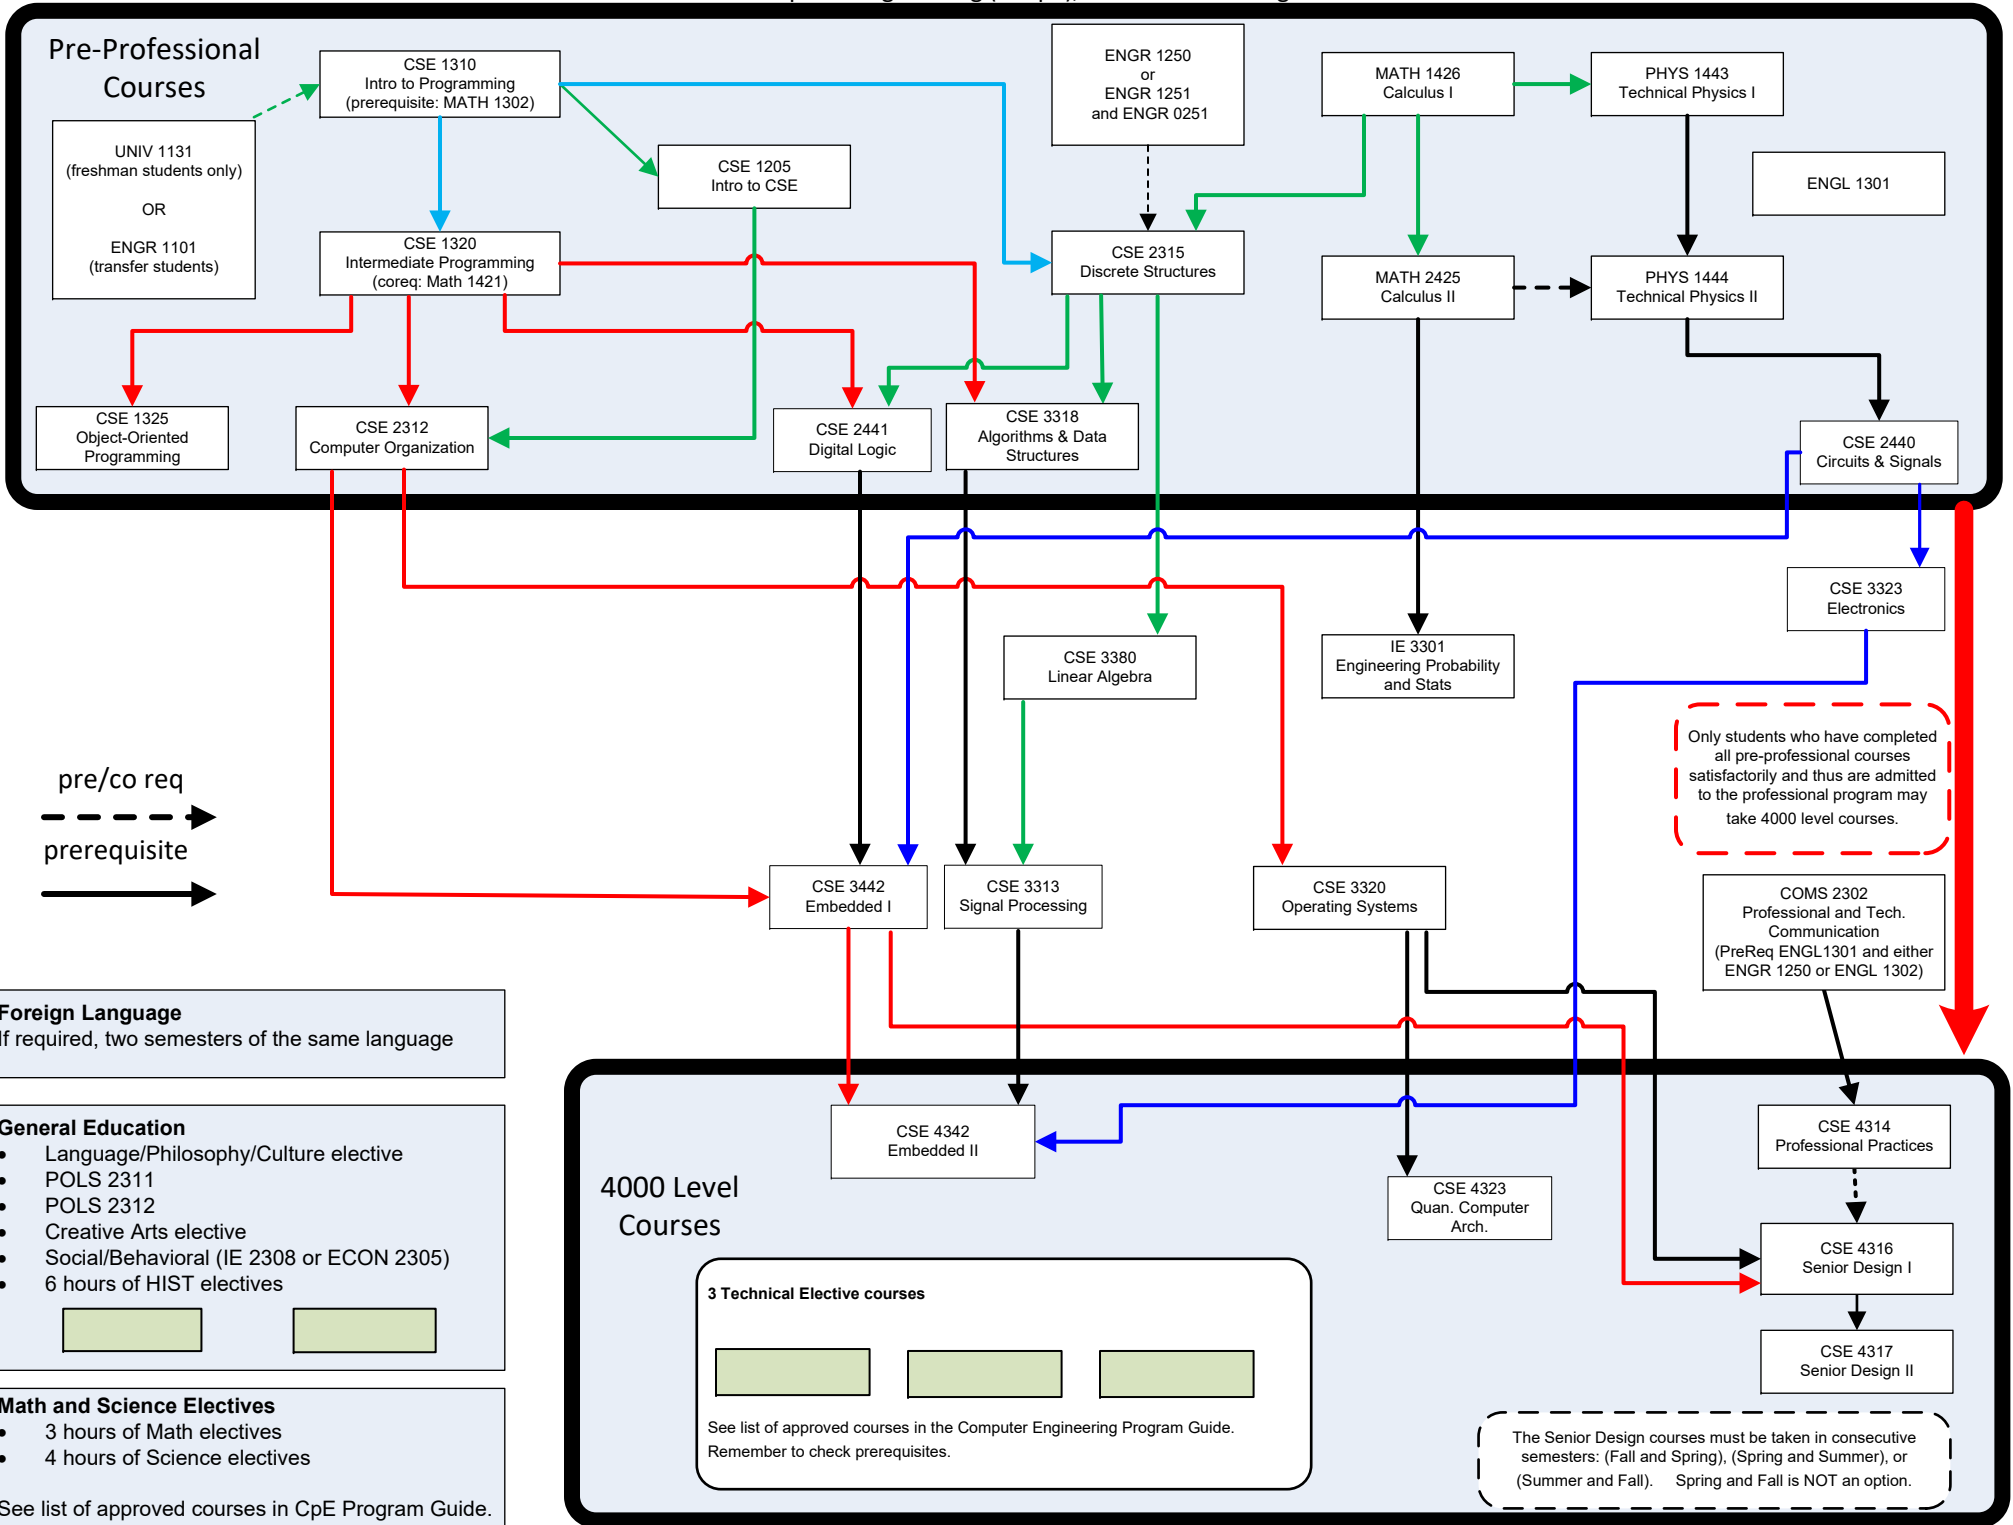 Pre-Professional
Courses
CSE 1310
Intro to Programming
(prerequisite: MATH 1302)
ENGR 1250
or
ENGR 1251
and ENGR 0251
MATH 1426
Calculus I
PHYS 1443
Technical Physics I
UNIV 1131
(freshman students only)
OR
ENGR 1101
(transfer students)
CSE 1205
Intro to CSE
ENGL 1301
CSE 1320
Intermediate Programming
(coreq: Math 1421)
CSE 2315
Discrete Structures
MATH 2425
Calculus II
PHYS 1444
Technical Physics II
CSE 1325
Object-Oriented
Programming
CSE 2312
Computer Organization
CSE 2441
Digital Logic
CSE 3318
Algorithms & Data
Structures
CSE 2440
Circuits & Signals
CSE 3323
Electronics
CSE 3380
Linear Algebra
IE 3301
Engineering Probability
and Stats
Only students who have completed
all pre-professional courses
satisfactorily and thus are admitted
to the professional program may
take 4000 level courses.
pre/co req
prerequisite
CSE 3442
Embedded I
CSE 3313
Signal Processing
CSE 3320
Operating Systems
COMS 2302
Professional and Tech.
Communication
(PreReq ENGL1301 and either
ENGR 1250 or ENGL 1302)
Foreign Language
If required, two semesters of the same language
General Education
• Language/Philosophy/Culture elective
• POLS 2311
• POLS 2312
• Creative Arts elective
• Social/Behavioral (IE 2308 or ECON 2305)
• 6 hours of HIST electives
Math and Science Electives
• 3 hours of Math electives
• 4 hours of Science electives
See list of approved courses in CpE Program Guide.
CSE 4342
Embedded II
4000 Level
Courses
CSE 4323
Quan. Computer
Arch.
CSE 4314
Professional Practices
CSE 4316
Senior Design I
CSE 4317
Senior Design II
3 Technical Elective courses
See list of approved courses in the Computer Engineering Program Guide.
Remember to check prerequisites.
The Senior Design courses must be taken in consecutive
semesters: (Fall and Spring), (Spring and Summer), or
(Summer and Fall). Spring and Fall is NOT an option.